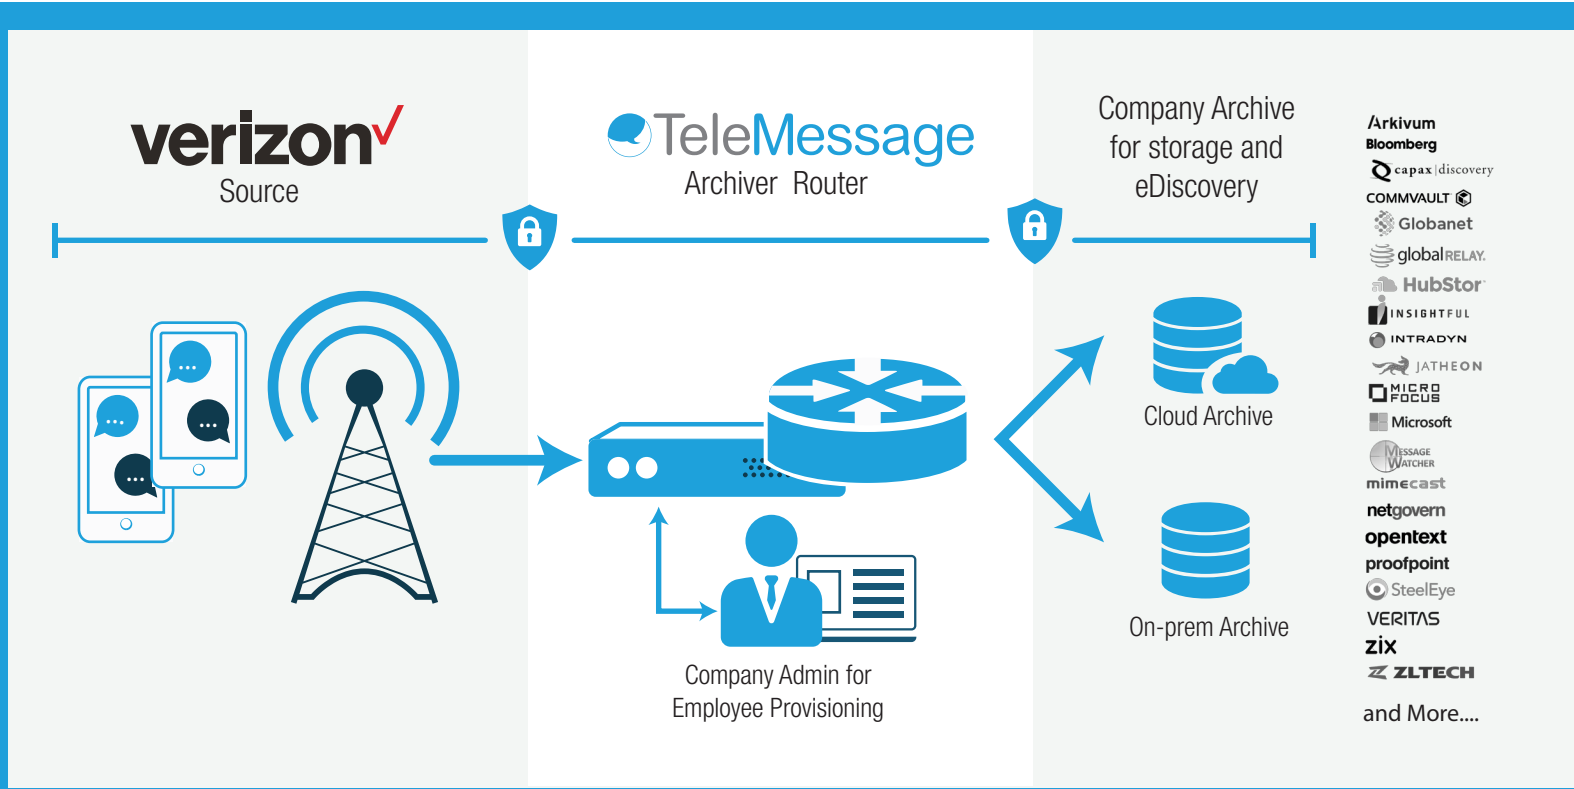 verizon
Source
TeleMessage
Archiver Router
Company Archive
for storage and
eDiscovery
Cloud Archive
On-prem Archive
Company Admin for
Employee Provisioning
Arkivum
Bloomberg
capax|discovery
COMMVAULT
Globanet
global RELAY.
HubStor
INSIGHTFUL
INTRADYN
JATHEON
MICRO
FOCUS
Microsoft
MESSAGE
WATCHER
mimecast
netgovern
opentext
proofpoint
SteelEye
VERITAS
zix
ZLTECH
and More....